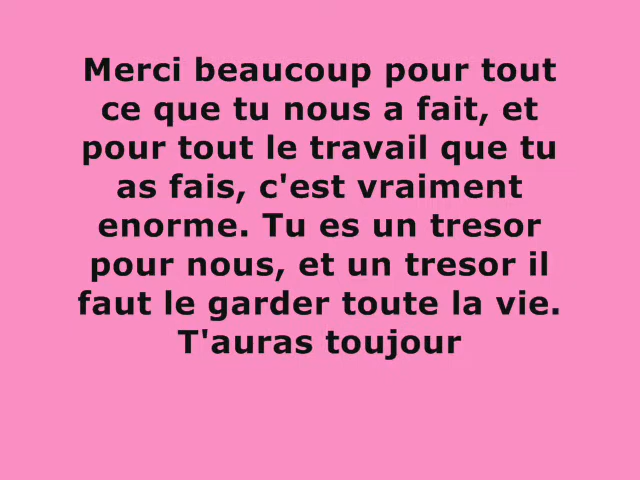 Merci beaucoup pour tout
ce que tu nous a fait, et
pour tout le travail que tu
as fais, c'est vraiment
enorme. Tu es un tresor
pour nous, et un tresor il
faut le garder toute la vie.
T'auras toujour